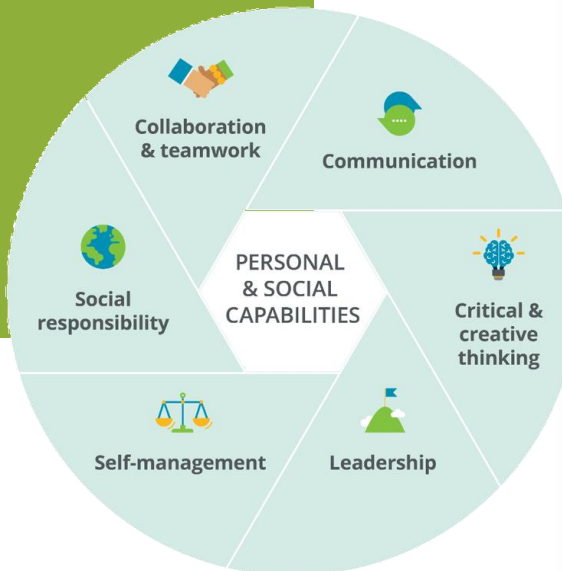 Collaboration
& teamwork
Communication
Critical &
creative
thinking
Leadership
Self-management
Social
responsibility
PERSONAL
& SOCIAL
CAPABILITIES